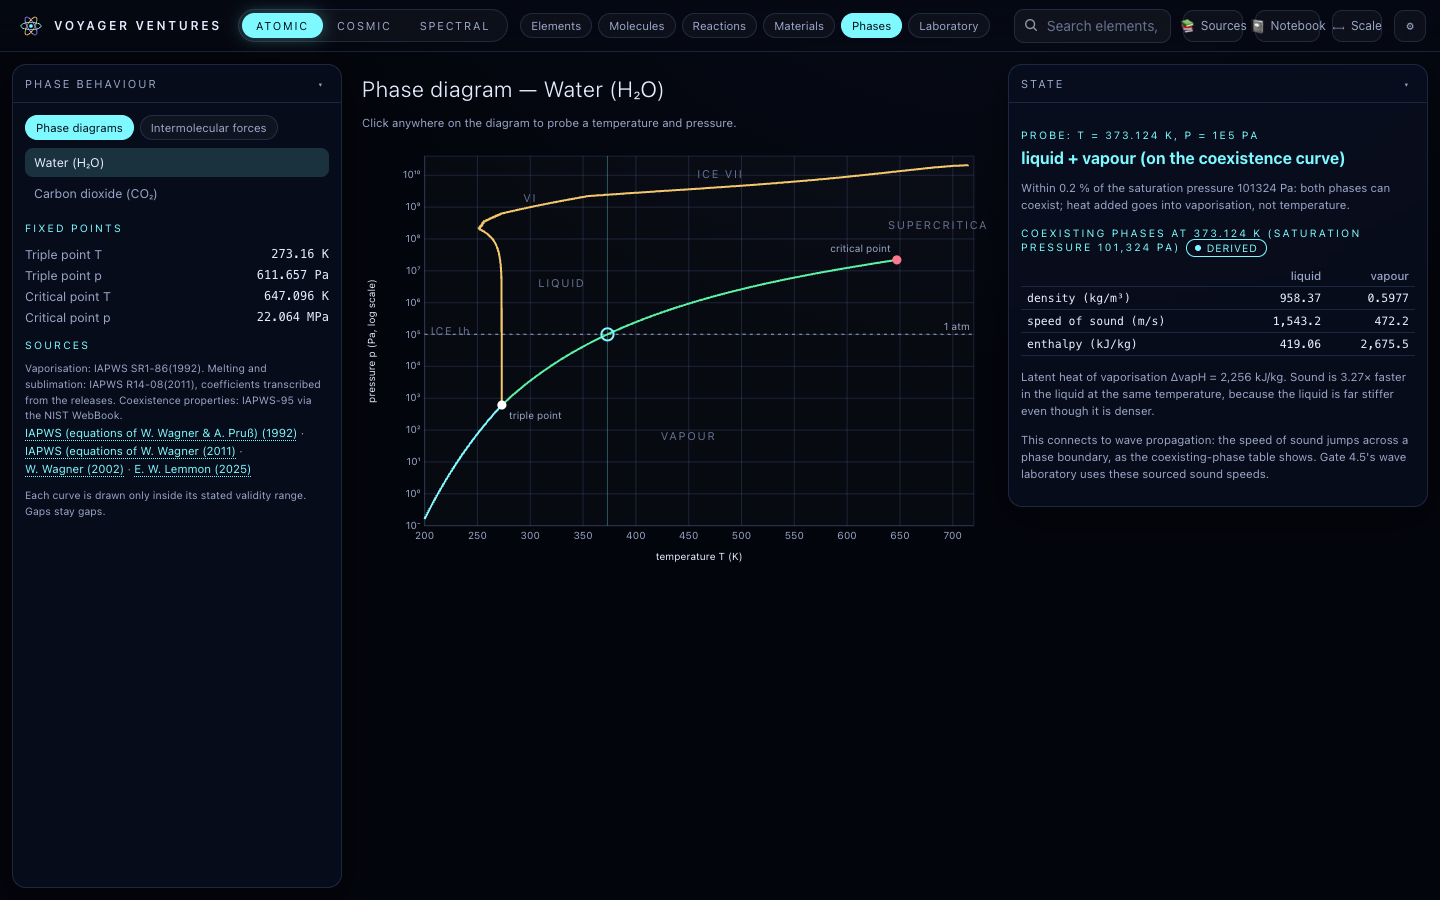 VOYAGER VENTURES
ATOMIC COSMIC SPECTRAL
Elements Molecules Reactions Materials Phases Laboratory
Search elements,
Sources Notebook Scale
PHASE BEHAVIOUR
Phase diagrams Intermolecular forces
Water (H₂O)
Carbon dioxide (CO₂)
FIXED POINTS
Triple point T 273.16 K
Triple point p 611.657 Pa
Critical point T 647.096 K
Critical point p 22.064 MPa
SOURCES
Vaporisation: IAPWS SR1-86(1992). Melting and
sublimation: IAPWS R14-08(2011), coefficients transcribed
from the releases. Coexistence properties: IAPWS-95 via
the NIST WebBook.
IAPWS (equations of W. Wagner & A. Pruß) (1992) ·
IAPWS (equations of W. Wagner (2011) ·
W. Wagner (2002) · E. W. Lemmon (2025)
Each curve is drawn only inside its stated validity range.
Gaps stay gaps.
Phase diagram — Water (H₂O)
Click anywhere on the diagram to probe a temperature and pressure.
pressure p (Pa, log scale)
10¹⁰
10⁹
10⁸
10⁷
10⁶
10⁵
10⁴
10³
10²
10¹
10⁰
10⁻
ICE VII
VI
SUPERCRITICA
critical point
LIQUID
ICE Ih
1 atm
triple point
VAPOUR
200 250 300 350 400 450 500 550 600 650 700
temperature T (K)
STATE
PROBE: T = 373.124 K, P = 1E5 PA
liquid + vapour (on the coexistence curve)
Within 0.2 % of the saturation pressure 101324 Pa: both phases can
coexist; heat added goes into vaporisation, not temperature.
COEXISTING PHASES AT 373.124 K (SATURATION
PRESSURE 101,324 PA) DERIVED
liquid vapour
density (kg/m³) 958.37 0.5977
speed of sound (m/s) 1,543.2 472.2
enthalpy (kJ/kg) 419.06 2,675.5
Latent heat of vaporisation ΔvapH = 2,256 kJ/kg. Sound is 3.27× faster
in the liquid at the same temperature, because the liquid is far stiffer
even though it is denser.
This connects to wave propagation: the speed of sound jumps across a
phase boundary, as the coexisting-phase table shows. Gate 4.5's wave
laboratory uses these sourced sound speeds.